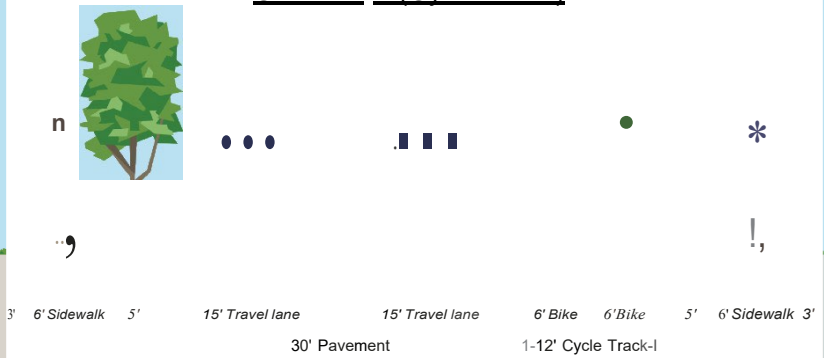 n
3' 6' Sidewalk 5' 15' Travel lane 15' Travel lane 6' Bike 6'Bike 5' 6' Sidewalk 3'
30' Pavement 1-12' Cycle Track-I